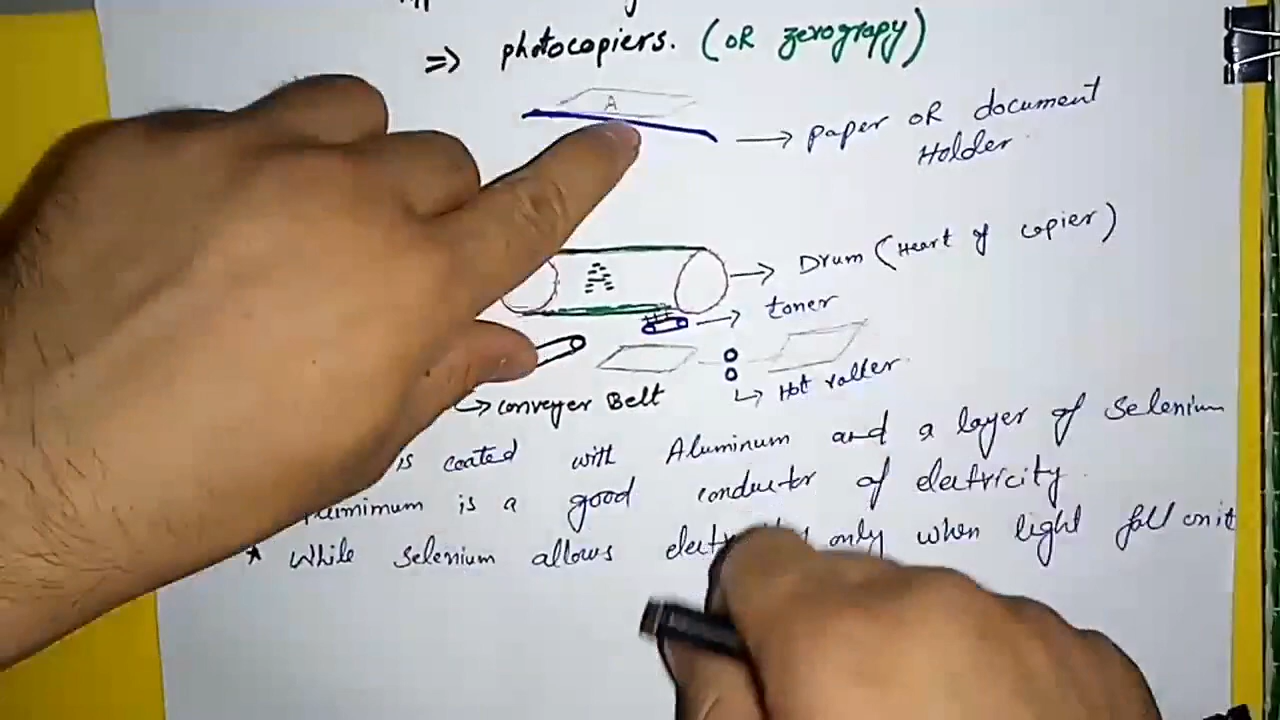 => photocopiers. (OR zerograpy)
A
→ paper OR document
Holder.
A
→ Drum (Heart of copier)
→ toner
↳ Hot roller.
→ conveyer Belt
is coated with Aluminum and a layer of Selenium
is a good conductor of electricity.
* While selenium allows only when light fall on it